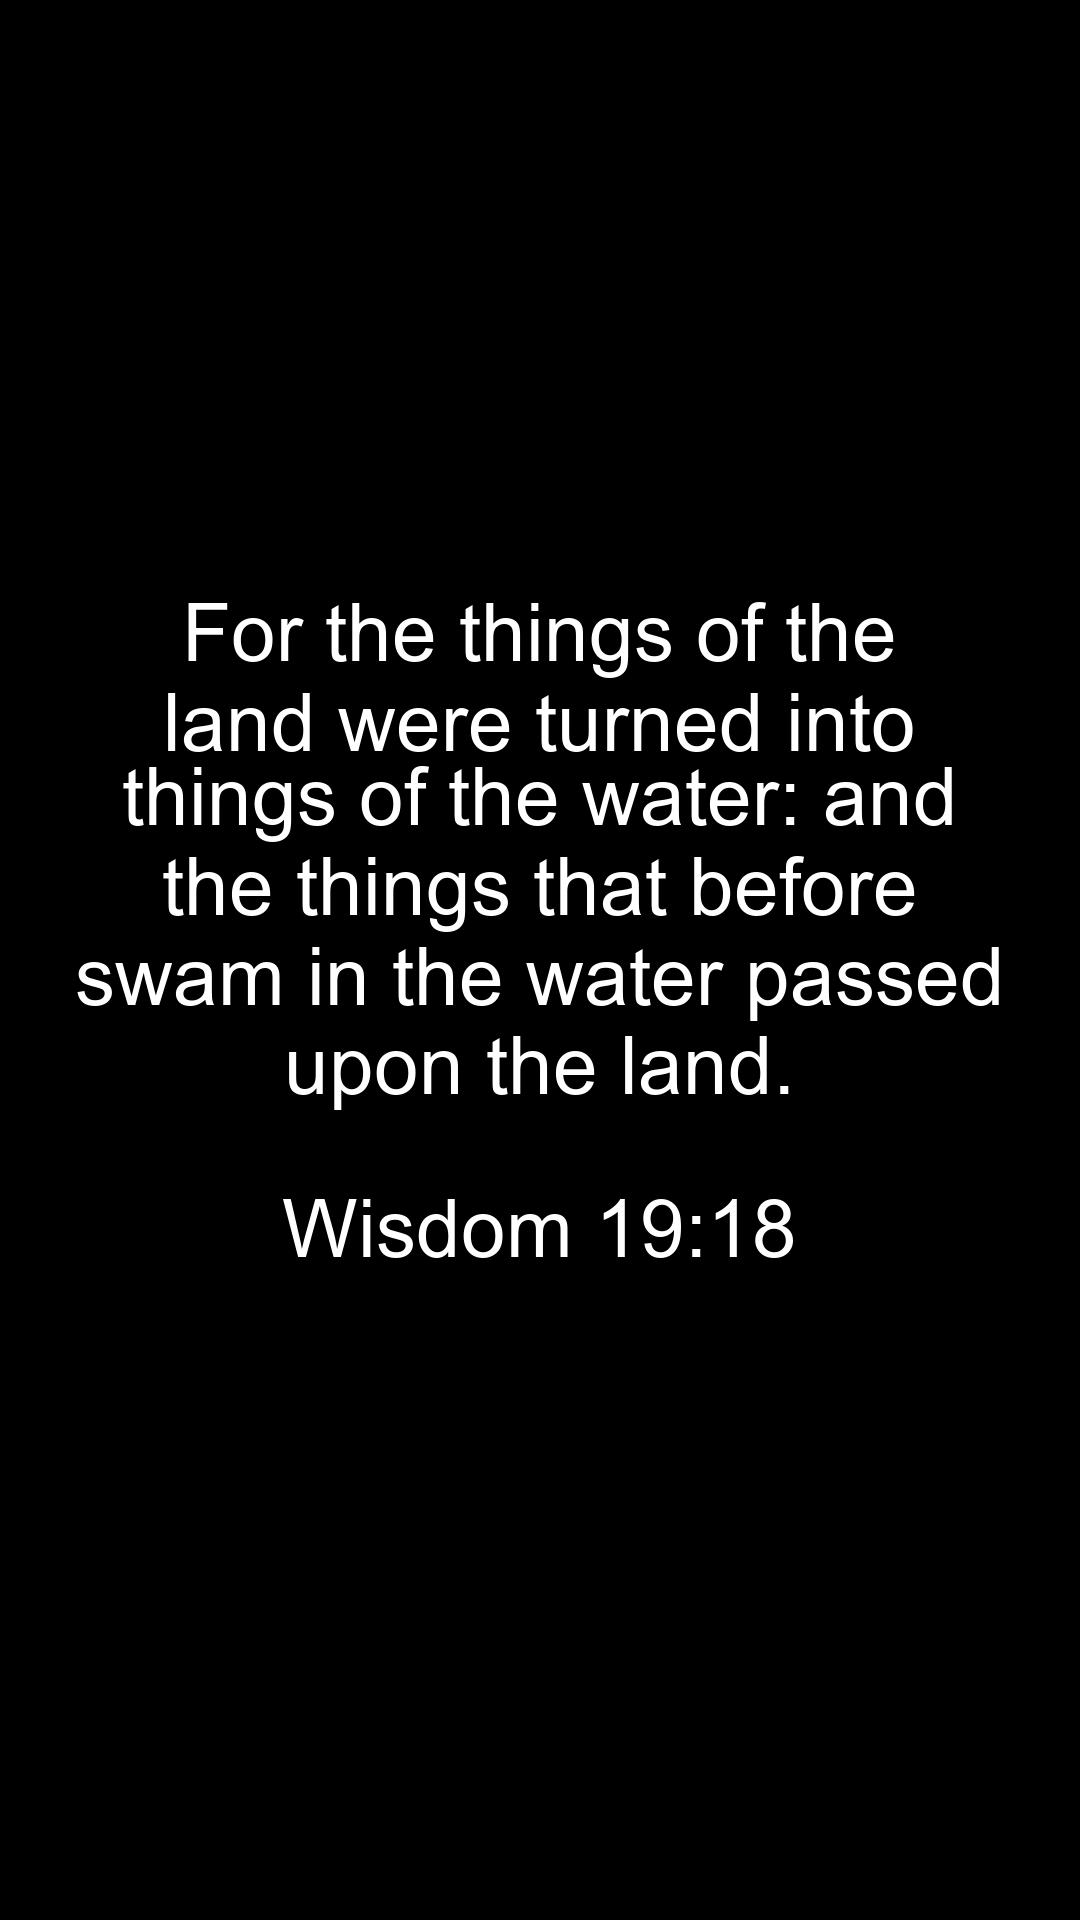 For the things of the
land were turned into
things of the water: and
the things that before
swam in the water passed
upon the land.
Wisdom 19:18